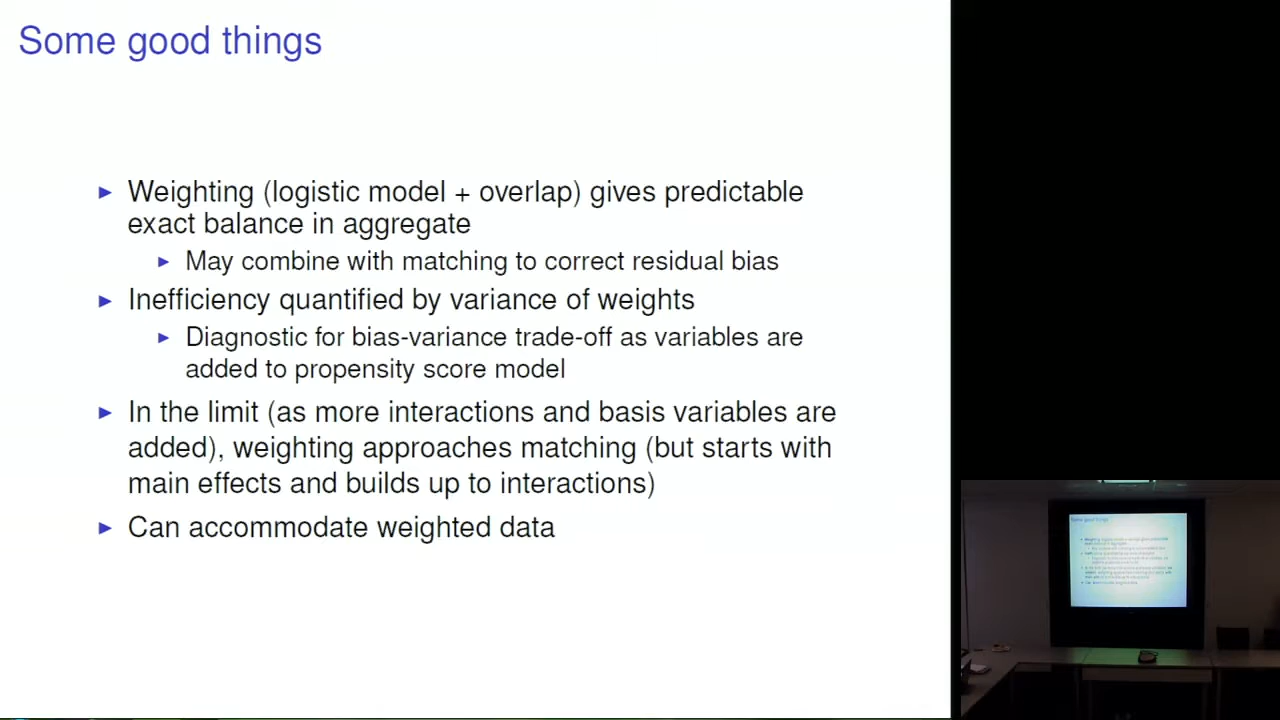 Some good things
Weighting (logistic model + overlap) gives predictable
exact balance in aggregate
May combine with matching to correct residual bias
Inefficiency quantified by variance of weights
Diagnostic for bias-variance trade-off as variables are
added to propensity score model
In the limit (as more interactions and basis variables are
added), weighting approaches matching (but starts with
main effects and builds up to interactions)
Can accommodate weighted data
Some good things